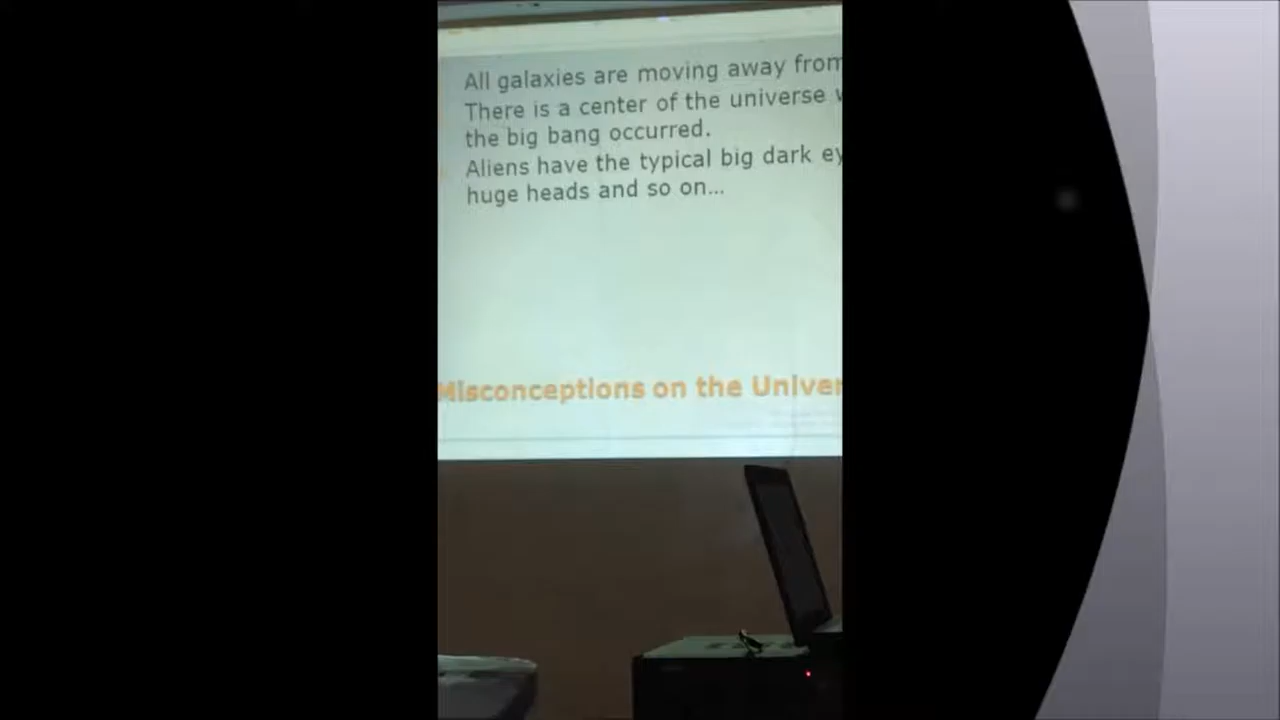 All galaxies are moving away from
There is a center of the universe
the big bang occurred.
Aliens have the typical big dark
huge heads and so on...
Misconceptions on the